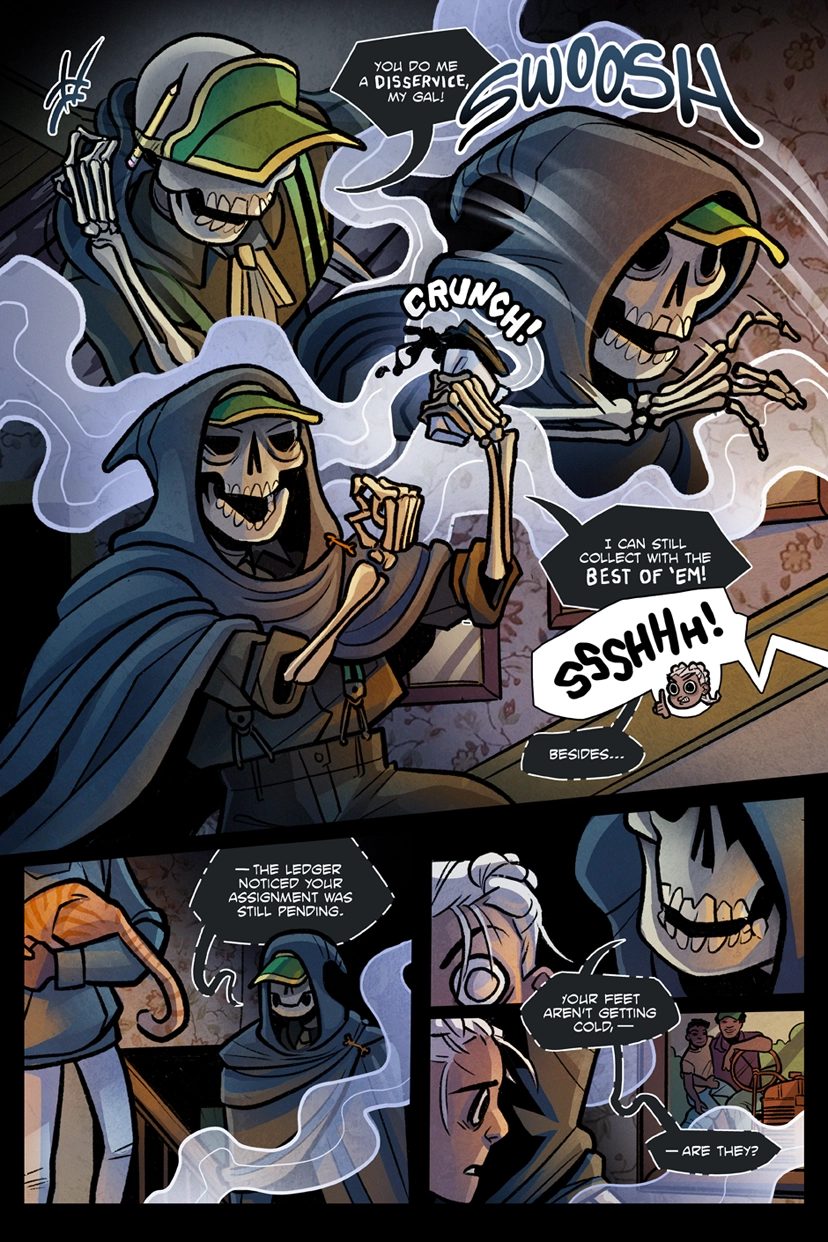 YOU DO ME
A DISSERVICE,
MY GAL!
SWOOSH
CRUNCH!
I CAN STILL
COLLECT WITH THE
BEST OF 'EM!
SSSHHH!
BESIDES...
— THE LEDGER
NOTICED YOUR
ASSIGNMENT WAS
STILL PENDING.
YOUR FEET
AREN'T GETTING
COLD, —
— ARE THEY?